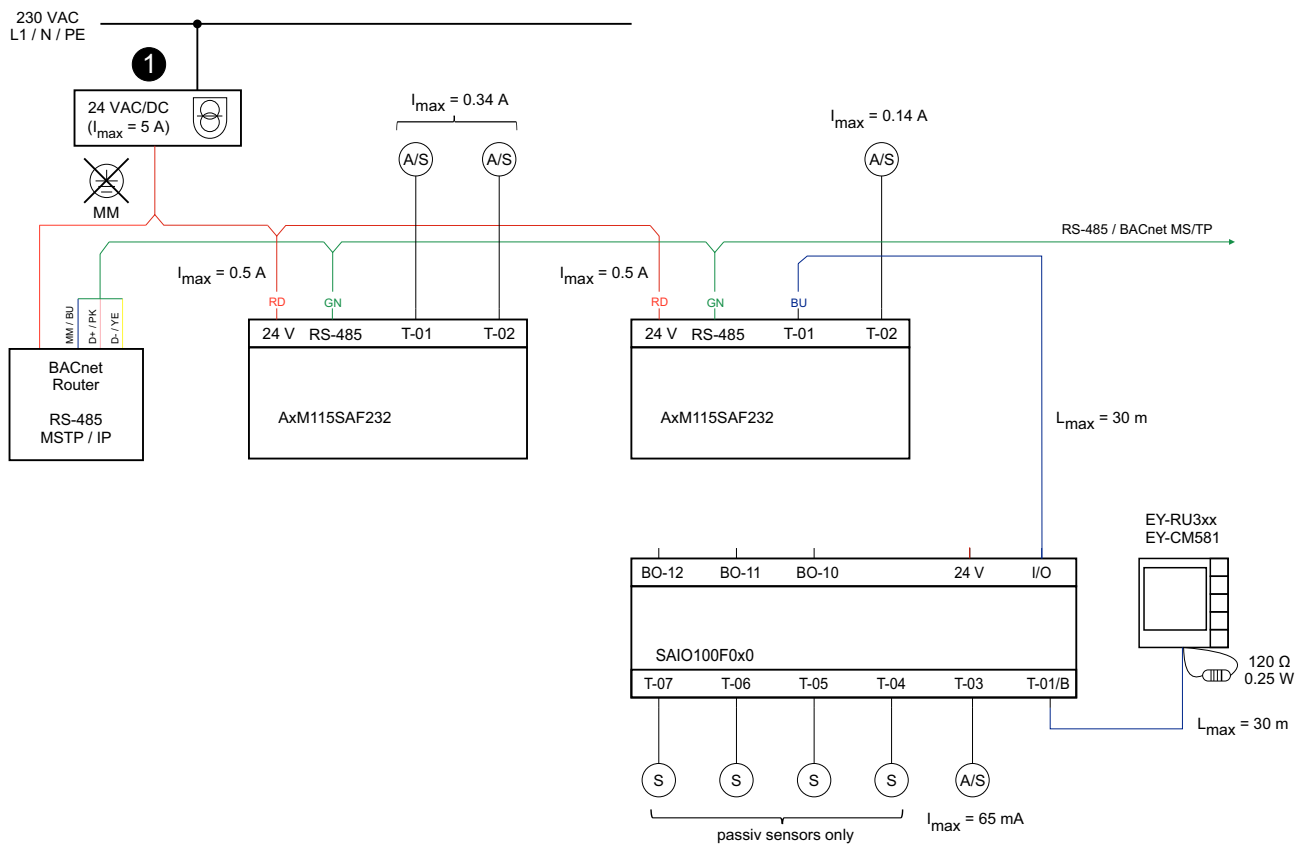 230 VAC
L1 / N / PE
1
24 VAC/DC
(Imax = 5 A)
MM
Imax = 0.34 A
A/S
A/S
Imax = 0.14 A
A/S
RS-485 / BACnet MS/TP
Imax = 0.5 A
Imax = 0.5 A
MM / BU
D+ / PK
D- / YE
RD
GN
RD
GN
BU
BACnet
Router
RS-485
MSTP / IP
24 V
RS-485
T-01
T-02
AxM115SAF232
24 V
RS-485
T-01
T-02
AxM115SAF232
Lmax = 30 m
EY-RU3xx
EY-CM581
BO-12
BO-11
BO-10
24 V
I/O
SAIO100F0x0
T-07
T-06
T-05
T-04
T-03
T-01/B
120 Ω
0.25 W
Lmax = 30 m
S
S
S
S
A/S
passiv sensors only
Imax = 65 mA